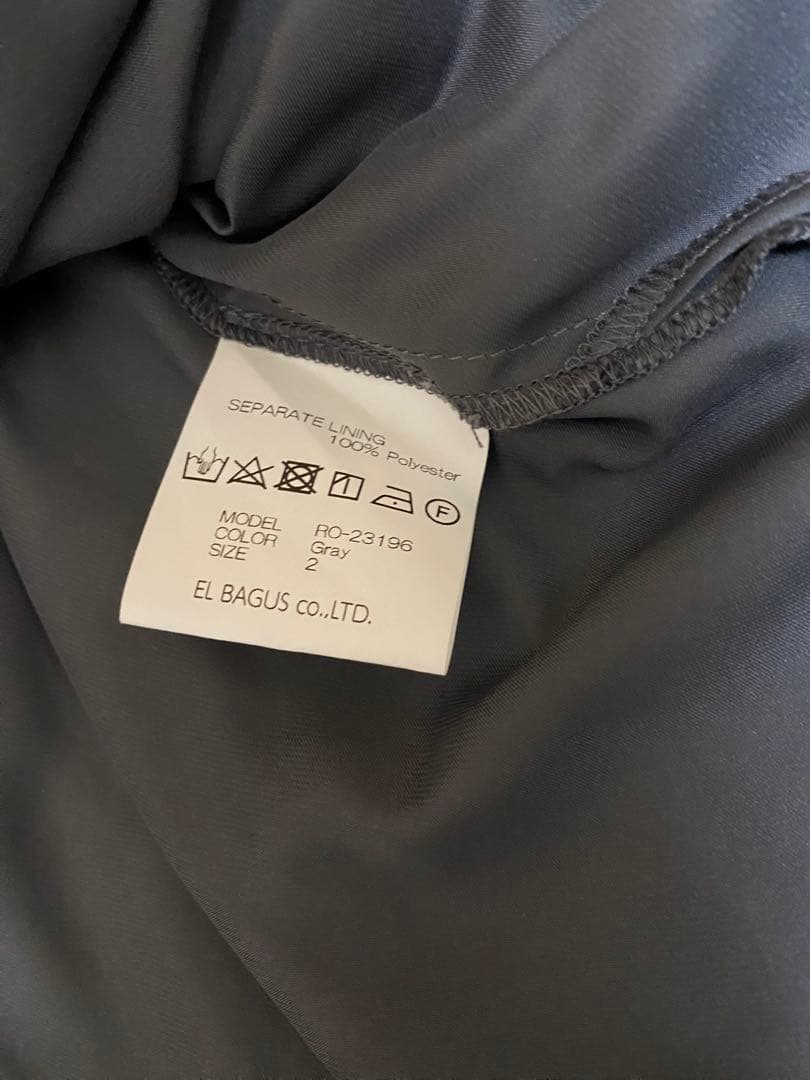 SEPARATE LINING
100% Polyester
F
MODEL RO-23196
COLOR Gray
SIZE 2
EL BAGUS CO.,LTD.